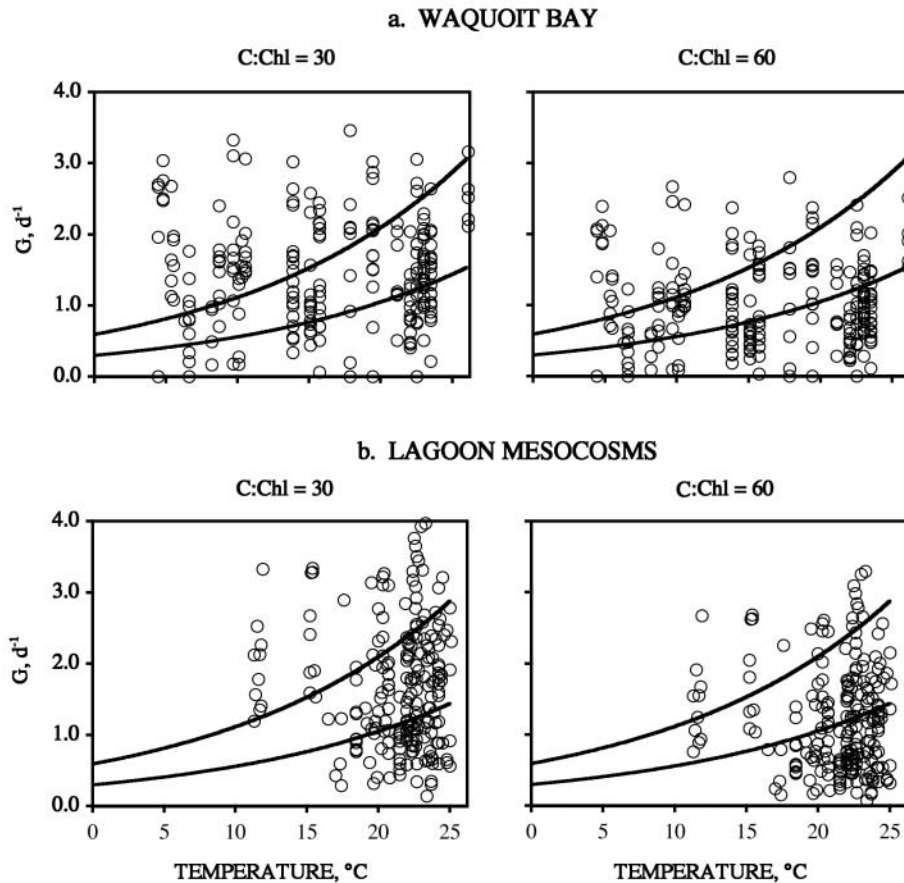 a. WAQUOIT BAY
C:Chl = 30
C:Chl = 60
4.0
3.0
2.0
1.0
0.0
G, d⁻¹
b. LAGOON MESOCOSMS
C:Chl = 30
C:Chl = 60
4.0
3.0
2.0
1.0
0.0
G, d⁻¹
0 5 10 15 20 25
0 5 10 15 20 25
TEMPERATURE, °C
TEMPERATURE, °C